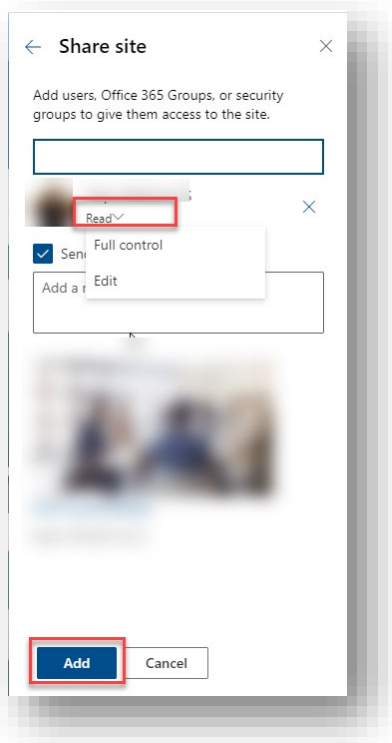 Share site
Add users, Office 365 Groups, or security
groups to give them access to the site.
Read
Full control
Edit
Add a
Add
Cancel